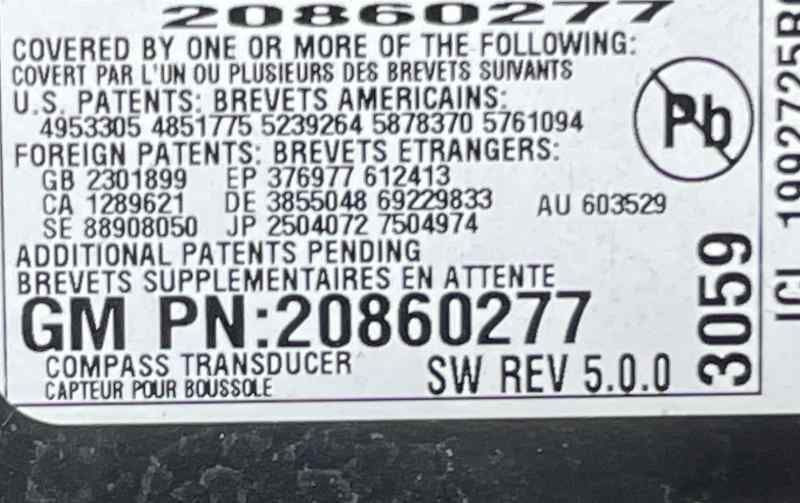 20860277
COVERED BY ONE OR MORE OF THE FOLLOWING:
COVERT PAR L'UN OU PLUSIEURS DES BREVETS SUIVANTS
U.S. PATENTS: BREVETS AMERICAINS:
4953305 4851775 5239264 5878370 5761094
FOREIGN PATENTS: BREVETS ETRANGERS:
GB 2301899 EP 376977 612413
CA 1289621 DE 3855048 69229833 AU 603529
SE 88908050 JP 2504072 7504974
ADDITIONAL PATENTS PENDING
BREVETS SUPPLEMENTAIRES EN ATTENTE
GM PN:20860277
COMPASS TRANSDUCER
CAPTEUR POUR BOUSSOLE
SW REV 5.0.0
Pb
3059